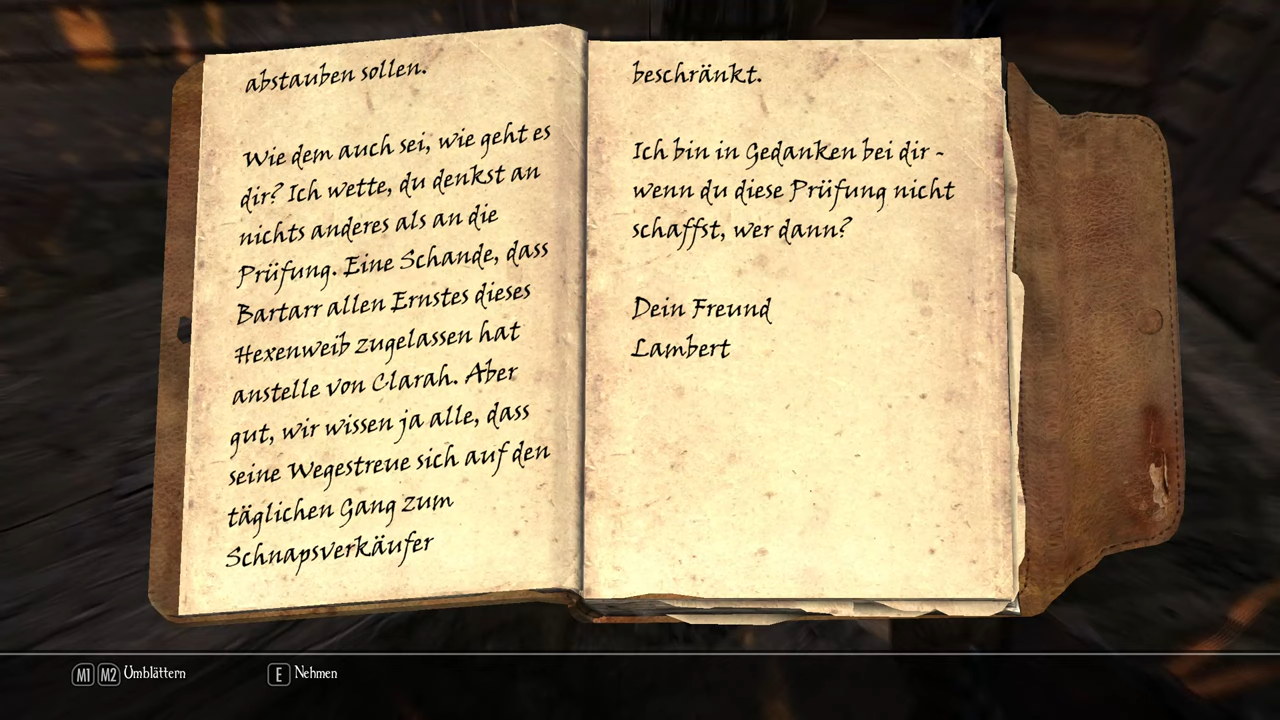 abstauben sollen.
Wie dem auch sei, wie geht es
dir? Ich wette, du denkst an
nichts anderes als an die
Prüfung. Eine Schande, dass
Bartarr allen Ernstes dieses
Hexenweib zugelassen hat
anstelle von Clarah. Aber
gut, wir wissen ja alle, dass
seine Wegestreue sich auf den
täglichen Gang zum
Schnapsverkäufer
beschränkt.
Ich bin in Gedanken bei dir -
wenn du diese Prüfung nicht
schaffst, wer dann?
Dein Freund
Lambert
M1 M2 Umblättern
E Nehmen